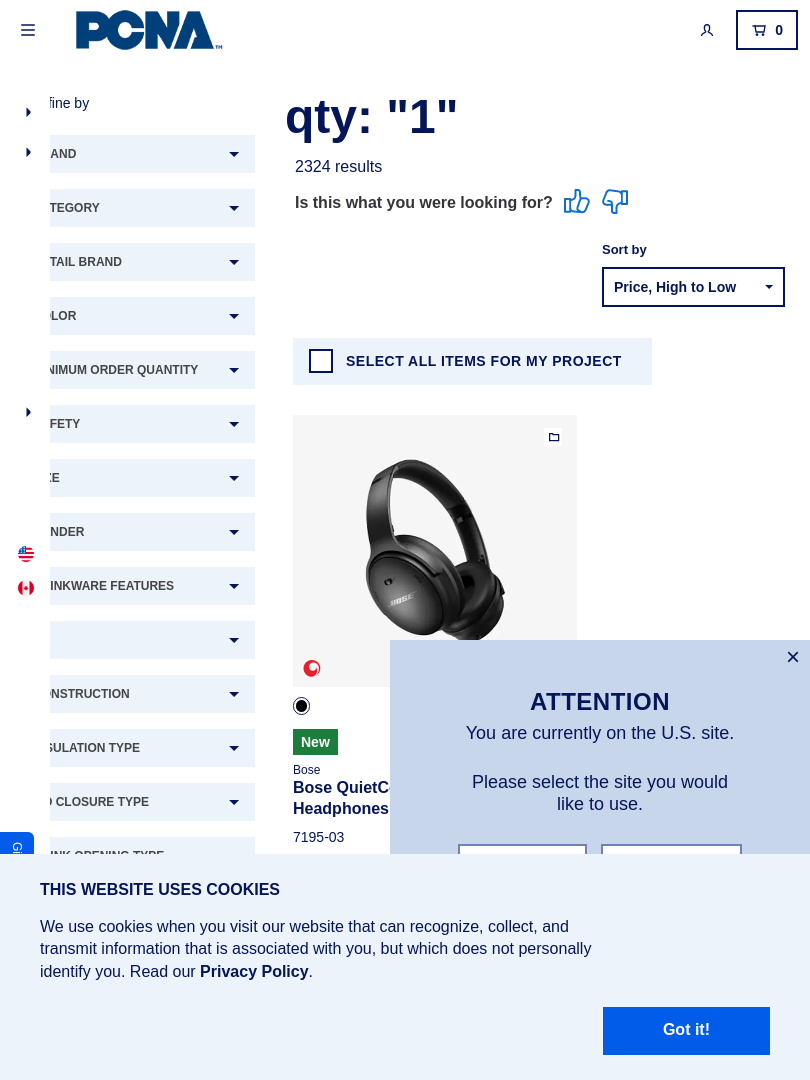 PCNA™
0
fine by
qty: "1"
2324 results
Is this what you were looking for?
Sort by
Price, High to Low
AND
TEGORY
TAIL BRAND
OLOR
NIMUM ORDER QUANTITY
FETY
ZE
NDER
INKWARE FEATURES
ONSTRUCTION
SULATION TYPE
D CLOSURE TYPE
SELECT ALL ITEMS FOR MY PROJECT
BOSE
New
Bose
Bose QuietC
Headphones
7195-03
×
ATTENTION
You are currently on the U.S. site.
Please select the site you would
like to use.
THIS WEBSITE USES COOKIES
We use cookies when you visit our website that can recognize, collect, and
transmit information that is associated with you, but which does not personally
identify you. Read our Privacy Policy.
Got it!